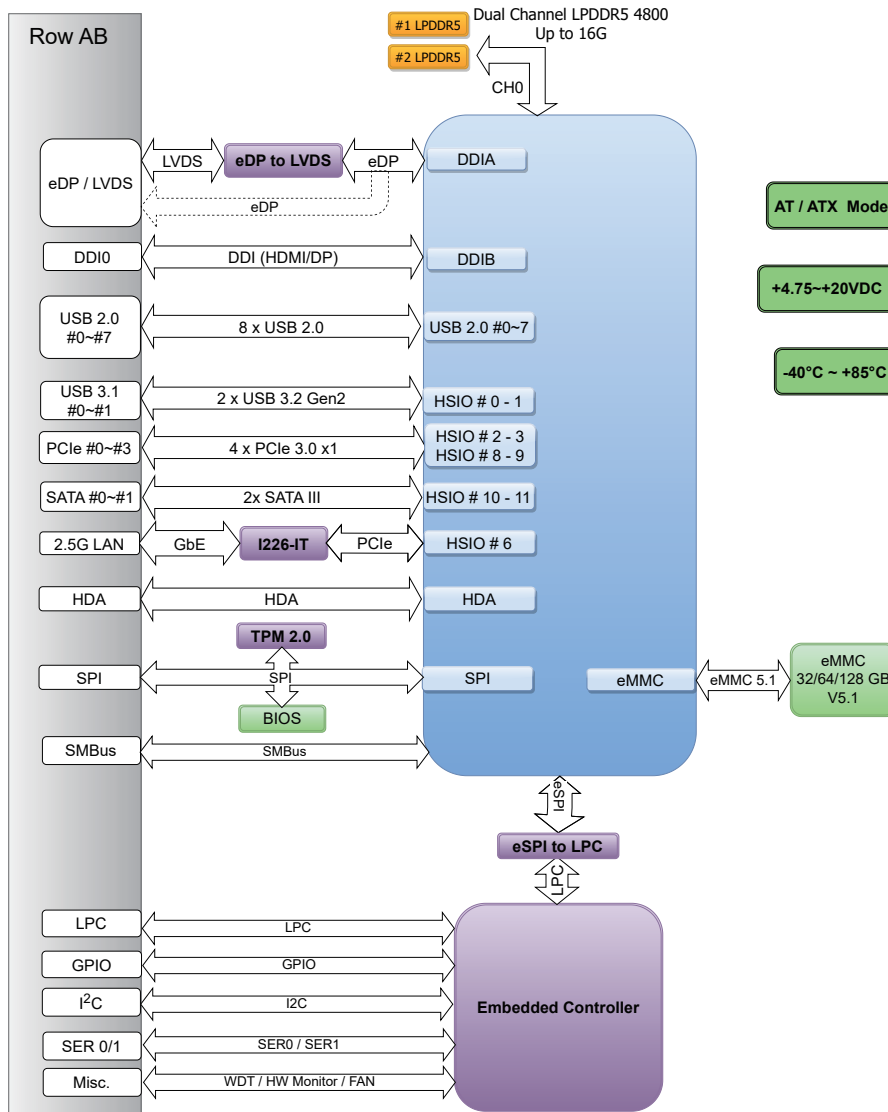 Row AB
#1 LPDDR5
#2 LPDDR5
Dual Channel LPDDR5 4800
Up to 16G
CH0
eDP / LVDS
LVDS
eDP to LVDS
eDP
DDIA
eDP
AT / ATX Mode
DDI0
DDI (HDMI/DP)
DDIB
+4.75~+20VDC
USB 2.0
#0~#7
8 x USB 2.0
USB 2.0 #0~7
-40°C ~ +85°C
USB 3.1
#0~#1
2 x USB 3.2 Gen2
HSIO # 0 - 1
PCIe #0~#3
4 x PCIe 3.0 x1
HSIO # 2 - 3
HSIO # 8 - 9
SATA #0~#1
2x SATA III
HSIO # 10 - 11
2.5G LAN
GbE
I226-IT
PCIe
HSIO # 6
HDA
HDA
HDA
TPM 2.0
SPI
SPI
SPI
BIOS
eMMC
eMMC 5.1
eMMC
32/64/128 GB
V5.1
SMBus
SMBus
eSPI
eSPI to LPC
LPC
LPC
LPC
GPIO
GPIO
I²C
I2C
Embedded Controller
SER 0/1
SER0 / SER1
Misc.
WDT / HW Monitor / FAN